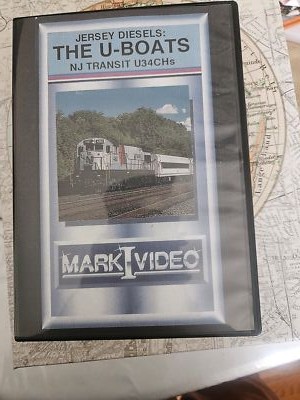 JERSEY DIESELS:
THE U-BOATS
NJ TRANSIT U34CHs
MARK I VIDEO